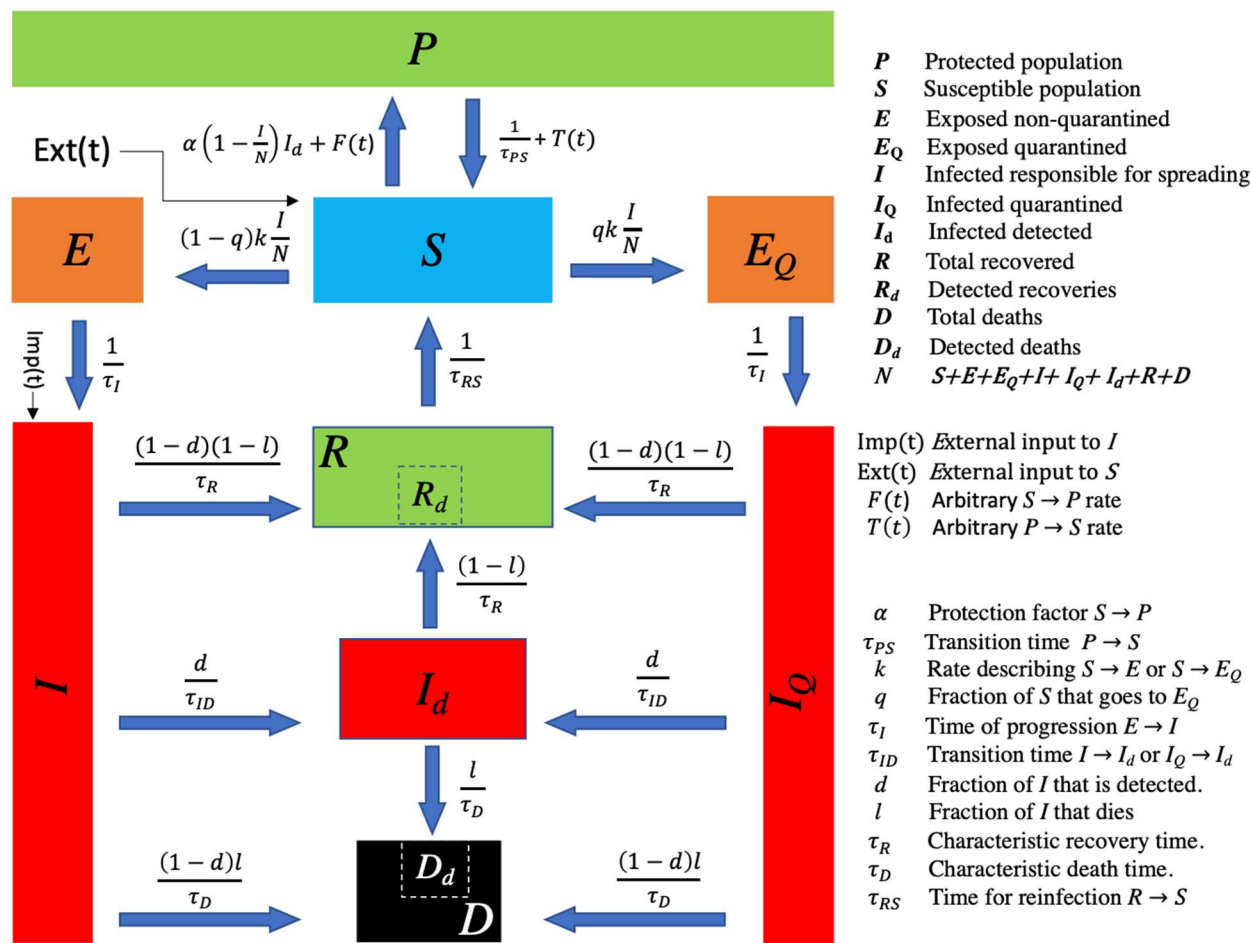 P
Ext(t)
α(1 − I/N) I_d + F(t)
1/τ_PS + T(t)
E
(1 − q)k I/N
S
qk I/N
E_Q
Imp(t)
1/τ_I
1/τ_RS
1/τ_I
(1 − d)(1 − l)/τ_R
R
R_d
(1 − d)(1 − l)/τ_R
(1 − l)/τ_R
I
d/τ_ID
I_d
d/τ_ID
I_Q
l/τ_D
(1 − d)l/τ_D
D_d
D
(1 − d)l/τ_D
P Protected population
S Susceptible population
E Exposed non-quarantined
E_Q Exposed quarantined
I Infected responsible for spreading
I_Q Infected quarantined
I_d Infected detected
R Total recovered
R_d Detected recoveries
D Total deaths
D_d Detected deaths
N S+E+E_Q+I+ I_Q+ I_d+R+D
Imp(t) External input to I
Ext(t) External input to S
F(t) Arbitrary S → P rate
T(t) Arbitrary P → S rate
α Protection factor S → P
τ_PS Transition time P → S
k Rate describing S → E or S → E_Q
q Fraction of S that goes to E_Q
τ_I Time of progression E → I
τ_ID Transition time I → I_d or I_Q → I_d
d Fraction of I that is detected.
l Fraction of I that dies
τ_R Characteristic recovery time.
τ_D Characteristic death time.
τ_RS Time for reinfection R → S